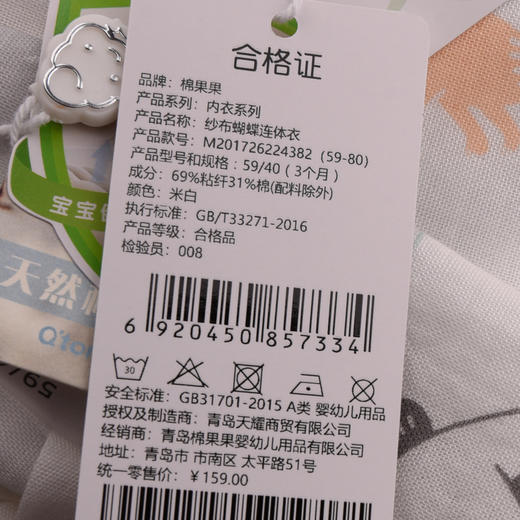 合格证
品牌：棉果果
产品系列：内衣系列
产品名称：纱布蝴蝶连体衣
产品款号：M201726224382（59-80）
产品型号和规格：59/40（3个月）
成分：69%粘纤31%棉(配料除外)
颜色：米白
执行标准：GB/T33271-2016
产品等级：合格品
检验员：008
宝宝
天然
6 920450 857334
30
安全标准：GB31701-2015 A类 婴幼儿用品
授权及制造商：青岛天耀商贸有限公司
经销商：青岛棉果果婴幼儿用品有限公司
地址：青岛市 市南区 太平路51号
统一零售价：￥159.00